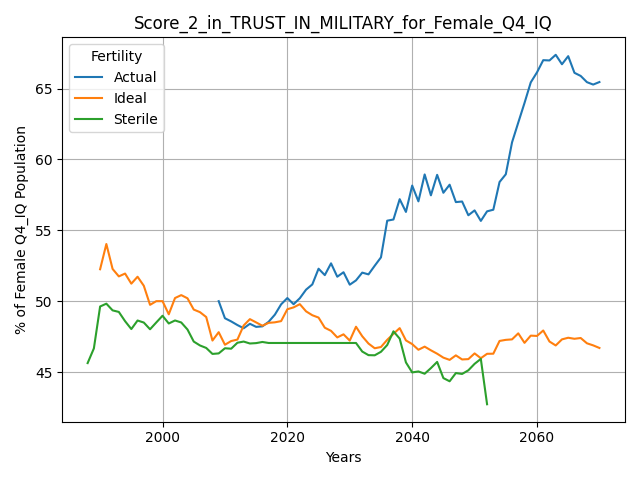 Score_2_in_TRUST_IN_MILITARY_for_Female_Q4_IQ
Fertility
Actual
Ideal
Sterile
% of Female Q4_IQ Population
65
60
55
50
45
2000
2020
2040
2060
Years